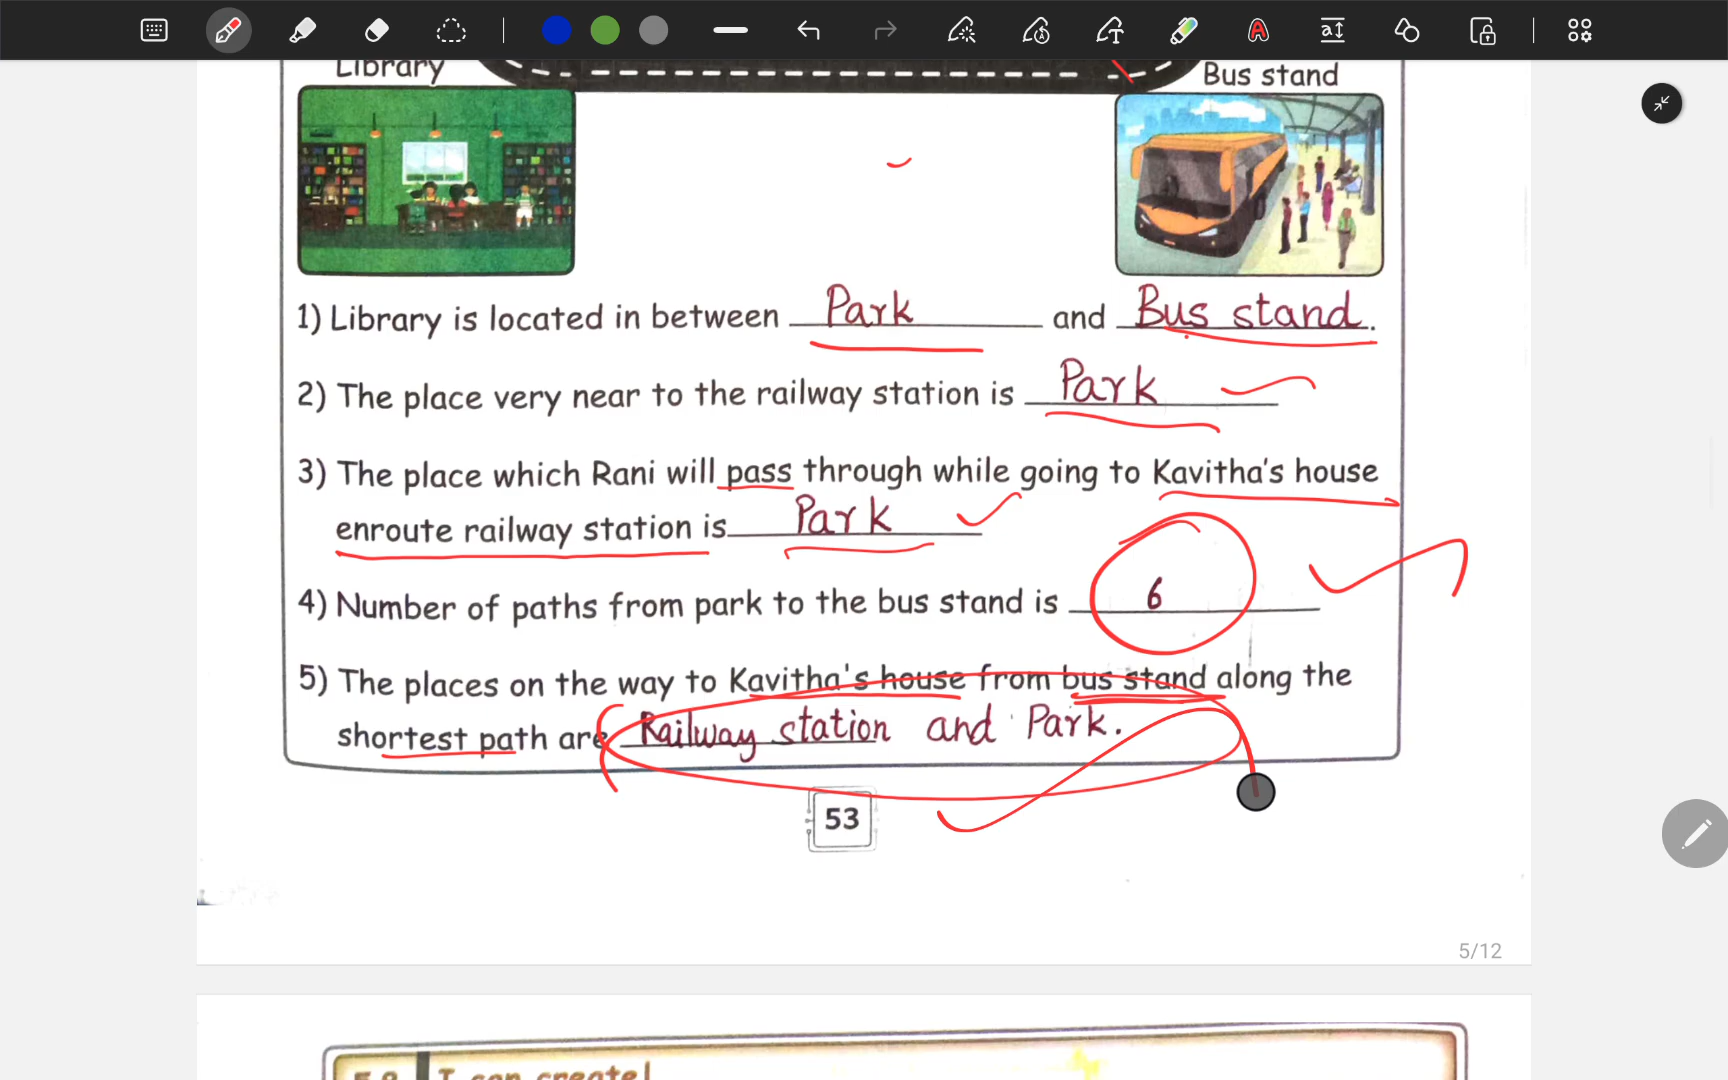 Library
Bus stand
1) Library is located in between Park and Bus stand.
2) The place very near to the railway station is Park
3) The place which Rani will pass through while going to Kavitha's house
enroute railway station is Park
4) Number of paths from park to the bus stand is 6
5) The places on the way to Kavitha's house from bus stand along the
shortest path are Railway station and Park.
53
5/12
I can create!